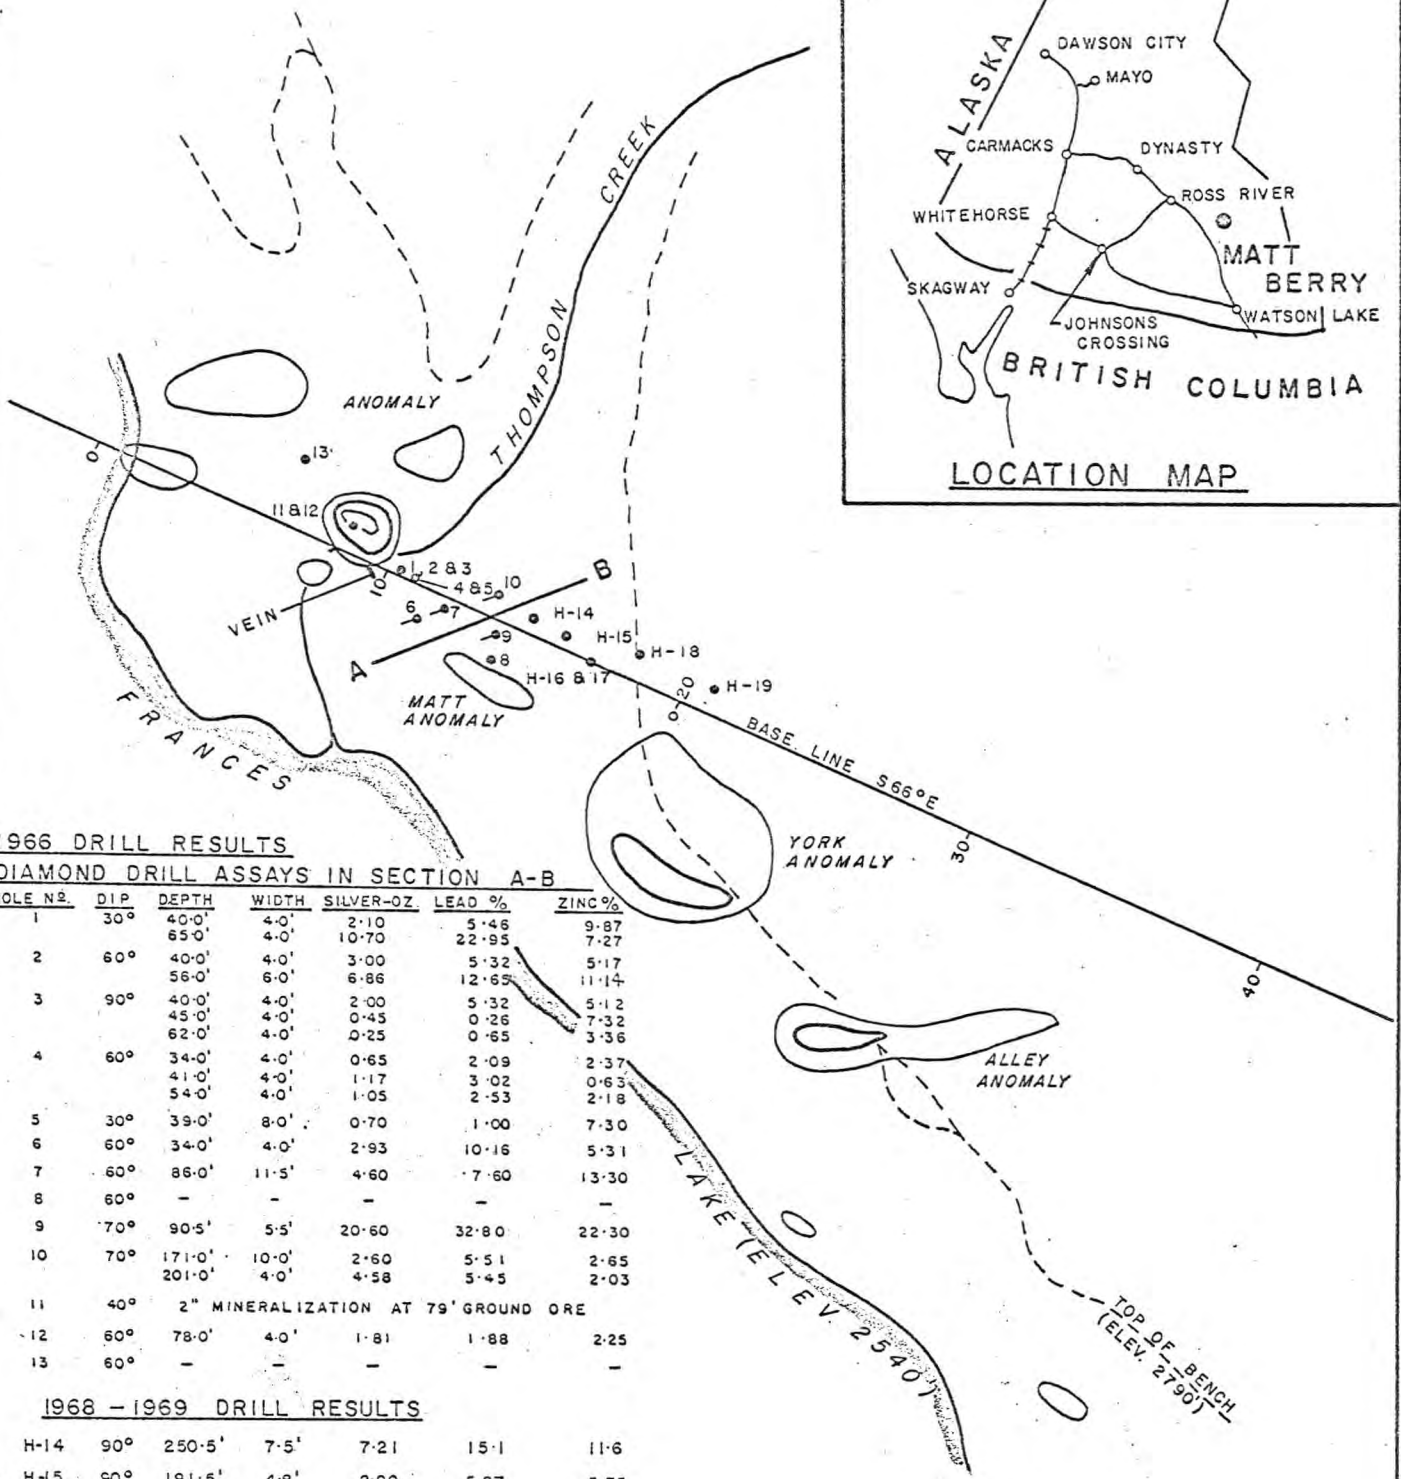 ALASKA
DAWSON CITY
MAYO
CARMACKS
DYNASTY
ROSS RIVER
WHITEHORSE
MATT
BERRY
SKAGWAY
WATSON LAKE
JOHNSONS
CROSSING
BRITISH COLUMBIA
LOCATION MAP
THOMPSON CREEK
ANOMALY
0
13
11 & 12
10
1
2 & 3
4 & 5
10
B
6
7
H-14
VEIN
9
H-15
H-18
A
8
H-16 & 17
H-19
MATT
ANOMALY
0
20
BASE LINE S66°E
30
40
FRANCES
YORK
ANOMALY
ALLEY
ANOMALY
LAKE (ELEV. 2540')
TOP OF BENCH
(ELEV. 2790')
1966 DRILL RESULTS
DIAMOND DRILL ASSAYS IN SECTION A-B
OLE Nº. DIP DEPTH WIDTH SILVER-OZ. LEAD % ZINC %
1 30° 40·0' 4·0' 2·10 5·46 9·87
65·0' 4·0' 10·70 22·95 7·27
2 60° 40·0' 4·0' 3·00 5·32 5·17
56·0' 6·0' 6·86 12·65 11·14
3 90° 40·0' 4·0' 2·00 5·32 5·12
45·0' 4·0' 0·45 0·26 7·32
62·0' 4·0' 0·25 0·65 3·36
4 60° 34·0' 4·0' 0·65 2·09 2·37
41·0' 4·0' 1·17 3·02 0·63
54·0' 4·0' 1·05 2·53 2·18
5 30° 39·0' 8·0' 0·70 1·00 7·30
6 60° 34·0' 4·0' 2·93 10·16 5·31
7 60° 86·0' 11·5' 4·60 7·60 13·30
8 60° – – – – –
9 70° 90·5' 5·5' 20·60 32·80 22·30
10 70° 171·0' 10·0' 2·60 5·51 2·65
201·0' 4·0' 4·58 5·45 2·03
11 40° 2" MINERALIZATION AT 79' GROUND ORE
12 60° 78·0' 4·0' 1·81 1·88 2·25
13 60° – – – – –
1968 – 1969 DRILL RESULTS
H-14 90° 250·5' 7·5' 7·21 15·1 11·6
H-15 90°